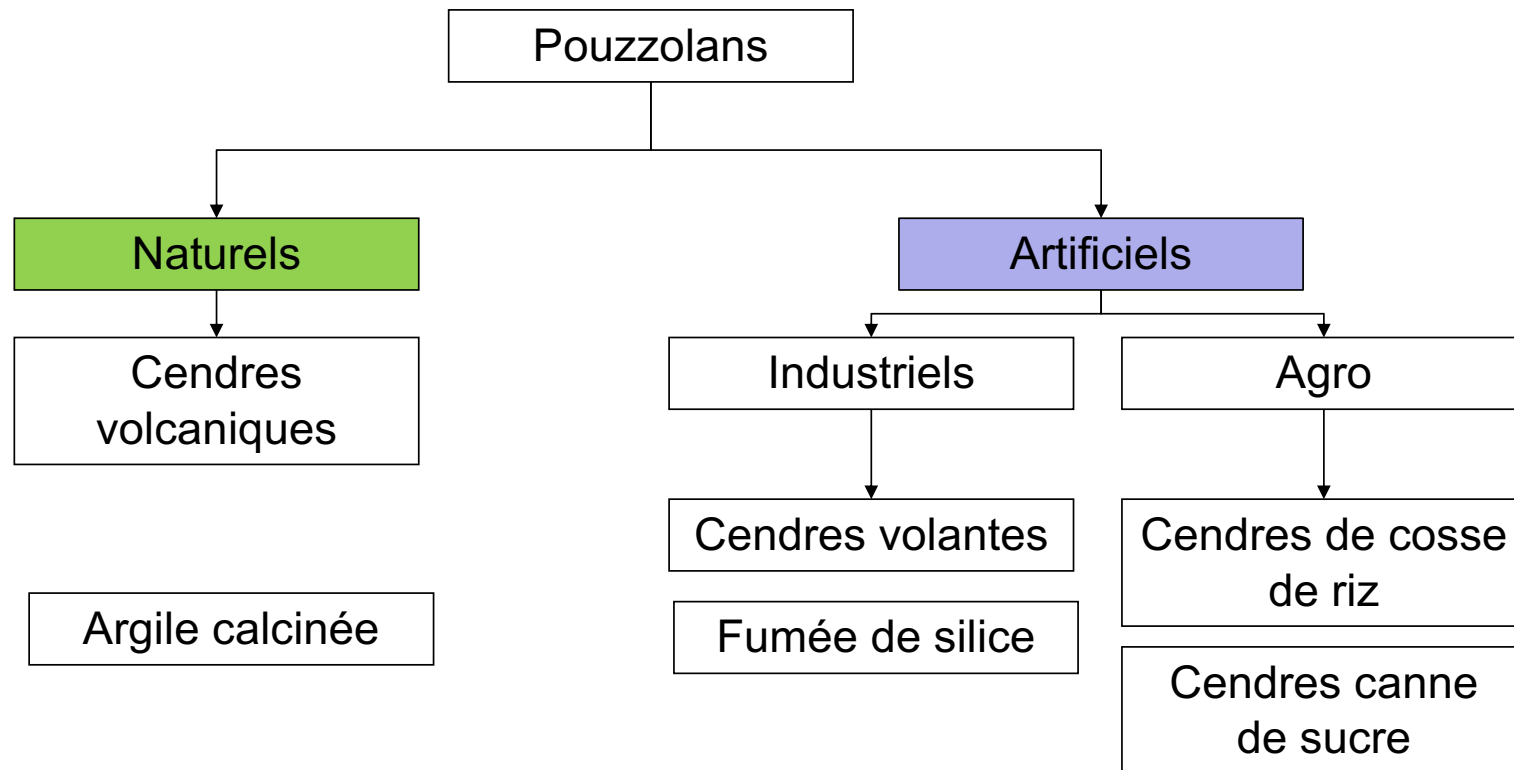 Pouzzolans
Naturels
Artificiels
Cendres
volcaniques
Industriels
Agro
Cendres volantes
Cendres de cosse
de riz
Argile calcinée
Fumée de silice
Cendres canne
de sucre